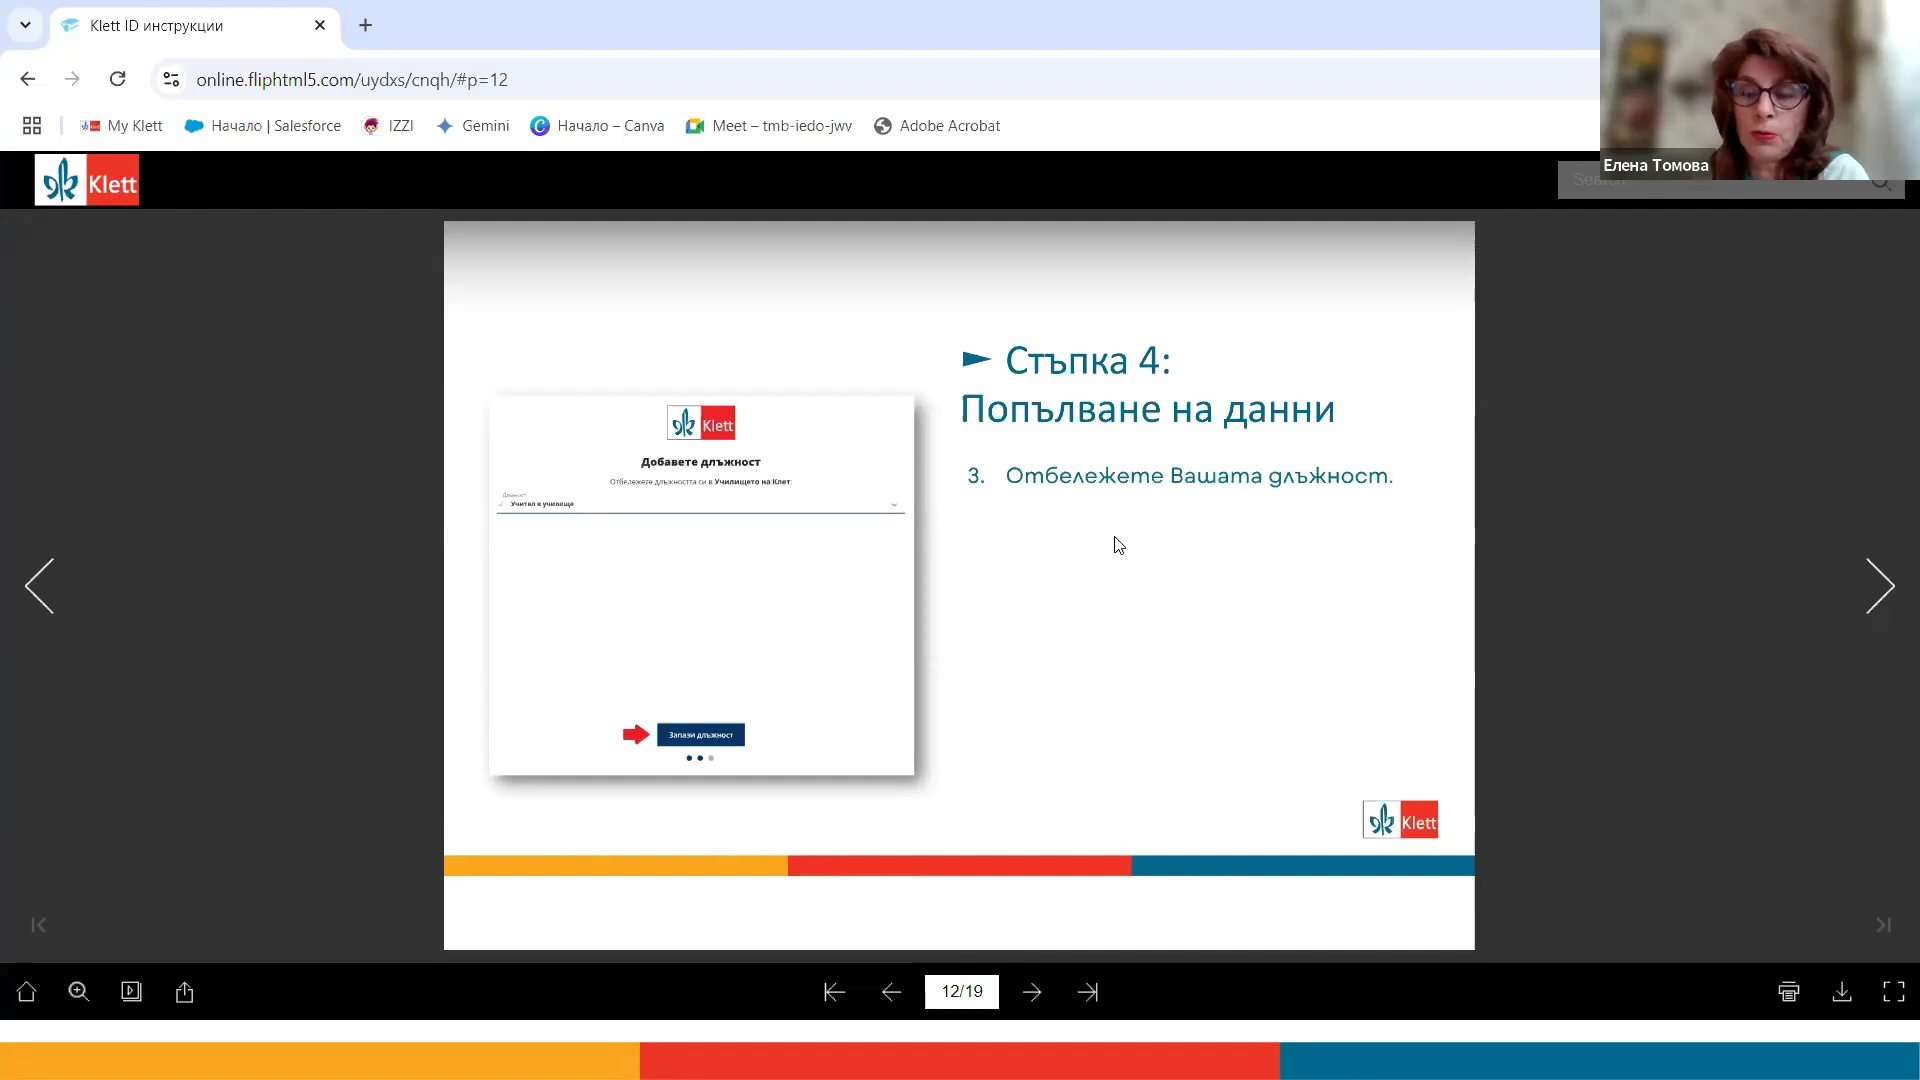 Klett ID инструкции
online.fliphtml5.com/uydxs/cnqh/#p=12
My Klett
Начало | Salesforce
IZZI
Gemini
Начало – Canva
Meet – tmb-iedo-jwv
Adobe Acrobat
Елена Томова
Klett
Search
Стъпка 4:
Попълване на данни
3. Отбележете Вашата длъжност.
Klett
Добавете длъжност
Отбележете длъжността си в Училището на Клет:
Длъжност
Учител в училище
Запази длъжност
Klett
12/19